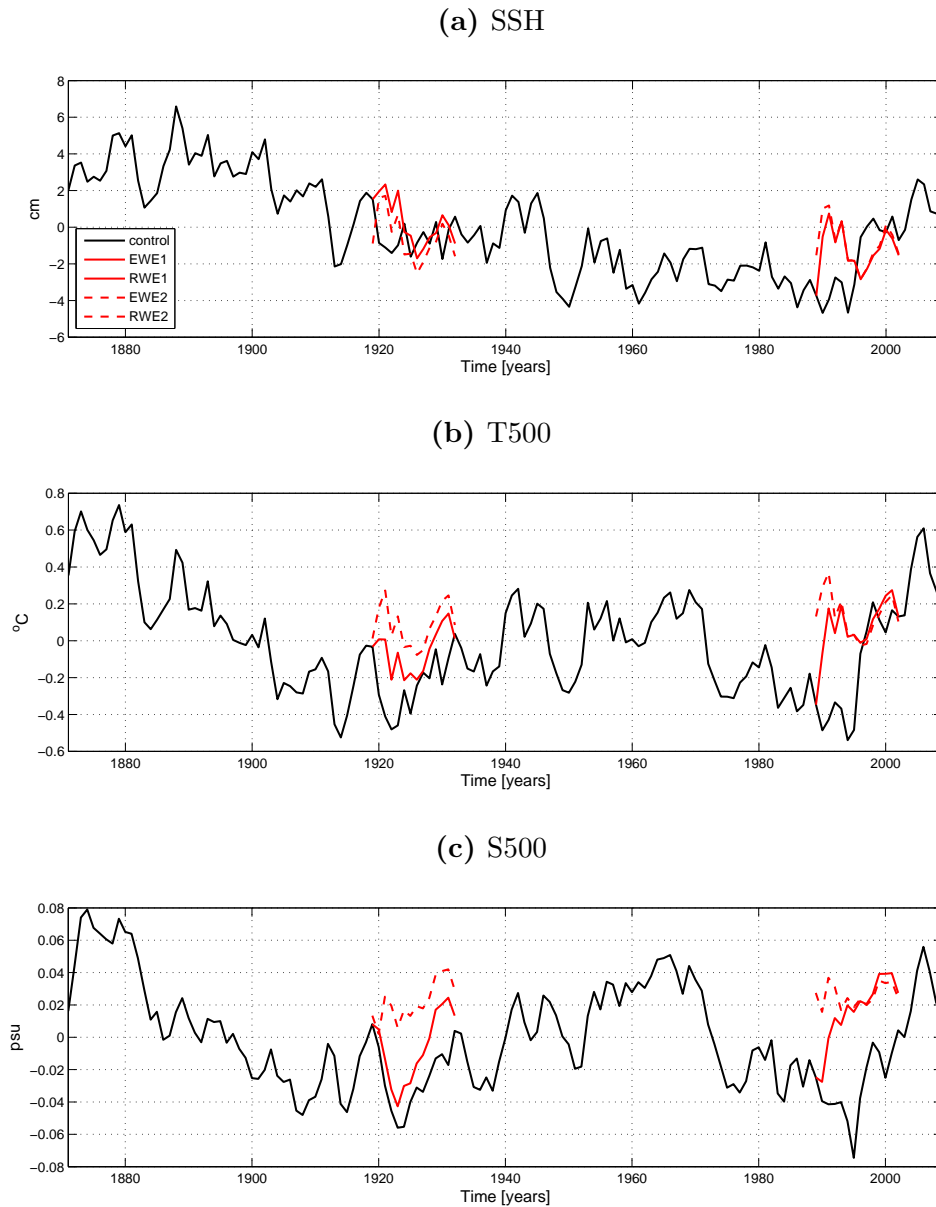 (a) SSH
8
6
4
2
0
−2
−4
−6
cm
control
EWE1
RWE1
EWE2
RWE2
1880 1900 1920 1940 1960 1980 2000
Time [years]
(b) T500
0.8
0.6
0.4
0.2
0
−0.2
−0.4
−0.6
oC
1880 1900 1920 1940 1960 1980 2000
Time [years]
(c) S500
0.08
0.06
0.04
0.02
0
−0.02
−0.04
−0.06
−0.08
psu
1880 1900 1920 1940 1960 1980 2000
Time [years]